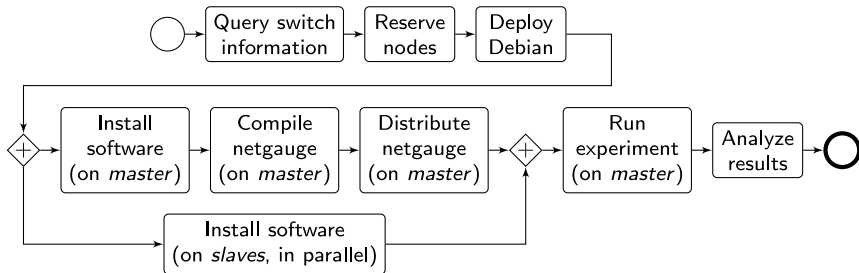 Query switch
information
Reserve
nodes
Deploy
Debian
Install
software
(on master)
Compile
netgauge
(on master)
Distribute
netgauge
(on master)
Run
experiment
(on master)
Analyze
results
Install software
(on slaves, in parallel)